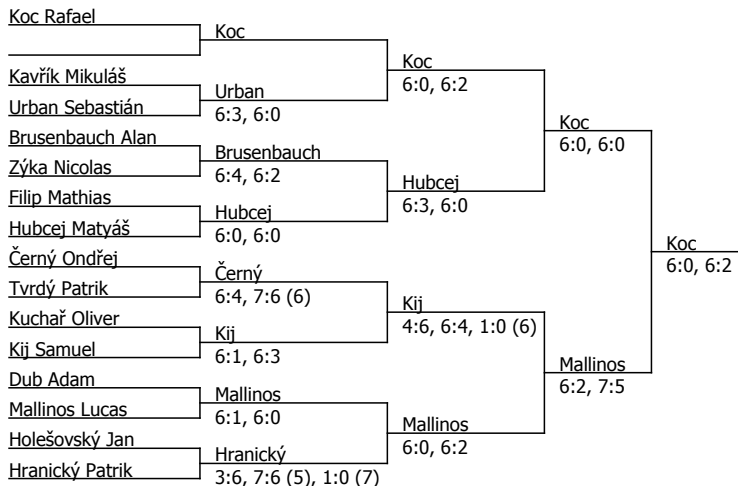 Koc Rafael
Kavřík Mikuláš
Urban Sebastián
Brusenbauch Alan
Zýka Nicolas
Filip Mathias
Hubcej Matyáš
Černý Ondřej
Tvrdý Patrik
Kuchař Oliver
Kij Samuel
Dub Adam
Mallinos Lucas
Holešovský Jan
Hranický Patrik
Koc
Urban
6:3, 6:0
Brusenbauch
6:4, 6:2
Hubcej
6:0, 6:0
Černý
6:4, 7:6 (6)
Kij
6:1, 6:3
Mallinos
6:1, 6:0
Hranický
3:6, 7:6 (5), 1:0 (7)
Koc
6:0, 6:2
Hubcej
6:3, 6:0
Kij
4:6, 6:4, 1:0 (6)
Mallinos
6:0, 6:2
Koc
6:0, 6:0
Mallinos
6:2, 7:5
Koc
6:0, 6:2